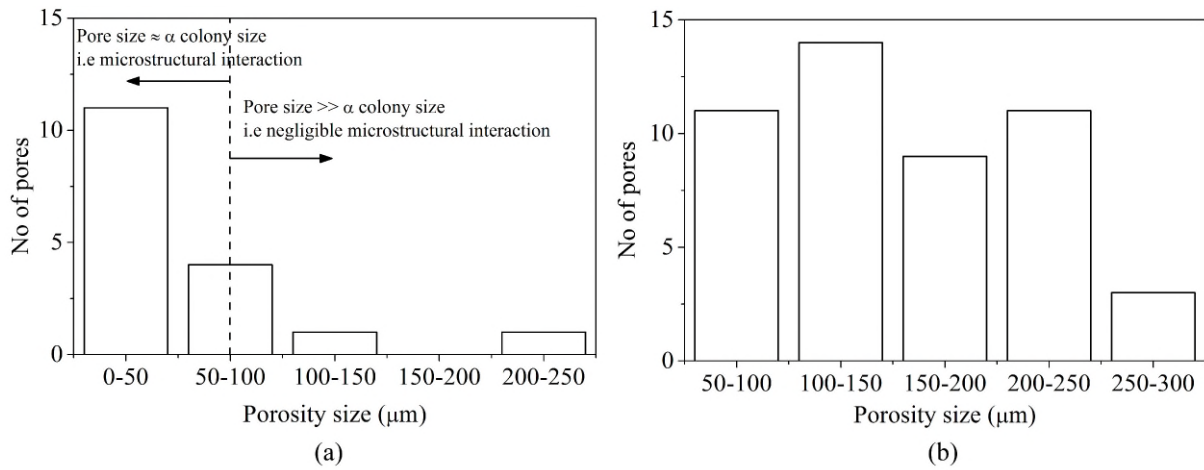 15
Pore size ≈ α colony size
i.e microstructural interaction
Pore size >> α colony size
i.e negligible microstructural interaction
10
5
0
No of pores
0-50 50-100 100-150 150-200 200-250
Porosity size (μm)
(a)
15
10
5
0
No of pores
50-100 100-150 150-200 200-250 250-300
Porosity size (μm)
(b)